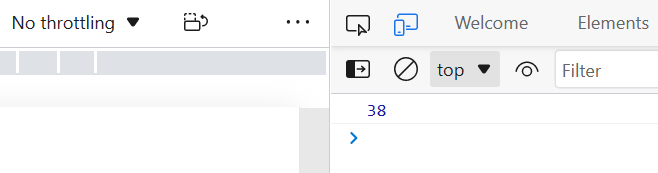 No throttling
Welcome
Elements
top
Filter
38